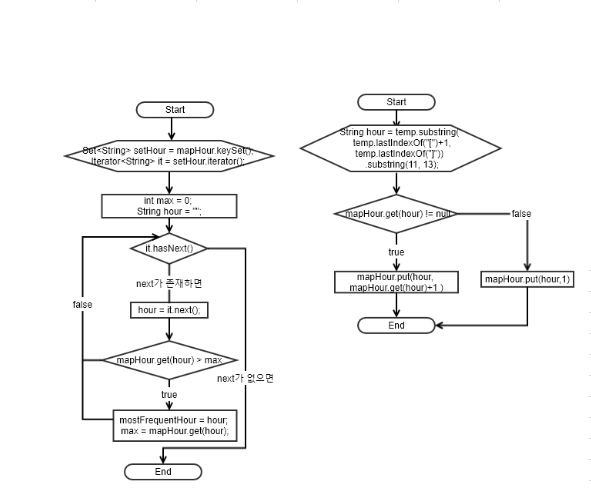 Start
Set<String> setHour = mapHour.keySet();
Iterator<String> it = setHour.iterator();
int max = 0;
String hour = "";
it.hasNext()
next가 존재하면
false
hour = it.next();
mapHour.get(hour) > max
next가 없으면
true
mostFrequentHour = hour;
max = mapHour.get(hour);
End
Start
String hour = temp.substring(
temp.lastIndexOf("[")+1,
temp.lastIndexOf("]"))
.substring(11, 13);
mapHour.get(hour) != null
false
true
mapHour.put(hour,
mapHour.get(hour)+1 )
mapHour.put(hour,1)
End